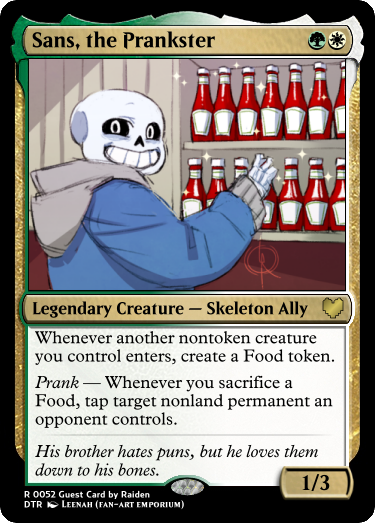 Sans, the Prankster
Legendary Creature — Skeleton Ally
Whenever another nontoken creature
you control enters, create a Food token.
Prank — Whenever you sacrifice a
Food, tap target nonland permanent an
opponent controls.
His brother hates puns, but he loves them
down to his bones.
1/3
R 0052 Guest Card by Raiden
DTR Leenah (fan-art emporium)